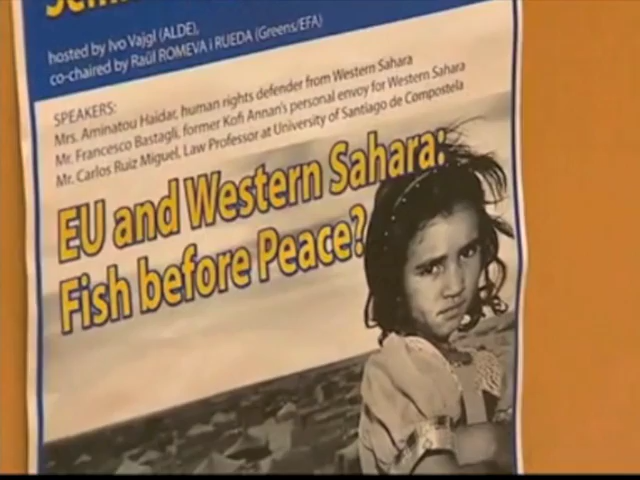 hosted by Ivo Vajgl (ALDE),
co-chaired by Raül ROMEVA i RUEDA (Greens/EFA)
SPEAKERS:
Mrs. Aminatou Haidar, human rights defender from Western Sahara
Mr. Francesco Bastagli, former Kofi Annan's personal envoy for Western Sahara
Mr. Carlos Ruiz Miguel, Law Professor at University of Santiago de Compostela
EU and Western Sahara:
Fish before Peace?